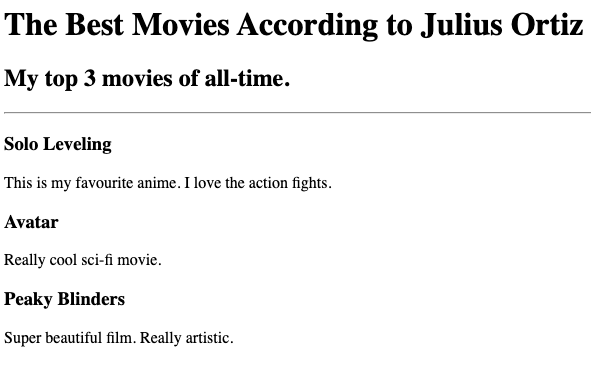 The Best Movies According to Julius Ortiz
My top 3 movies of all-time.
Solo Leveling
This is my favourite anime. I love the action fights.
Avatar
Really cool sci-fi movie.
Peaky Blinders
Super beautiful film. Really artistic.